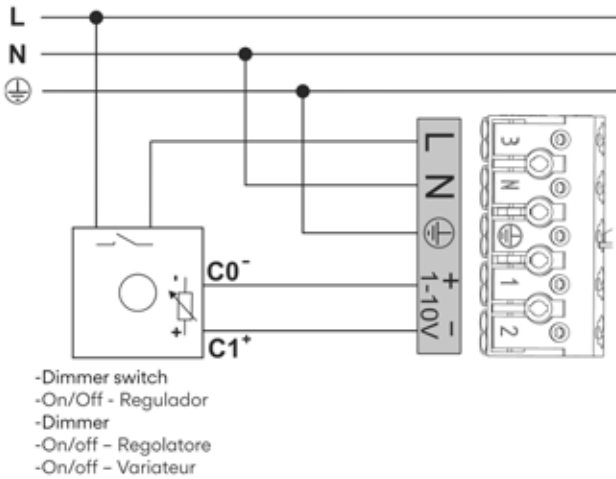 L
N
L
N
C0-
C1+
-
+
+
1-10V
-
3
N
1
2
-Dimmer switch
-On/Off - Regulador
-Dimmer
-On/off – Regolatore
-On/off – Variateur